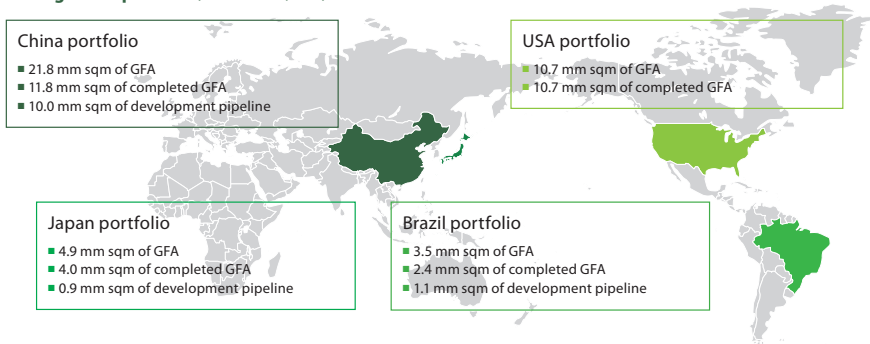 China portfolio
▪ 21.8 mm sqm of GFA
▪ 11.8 mm sqm of completed GFA
▪ 10.0 mm sqm of development pipeline
USA portfolio
▪ 10.7 mm sqm of GFA
▪ 10.7 mm sqm of completed GFA
Japan portfolio
▪ 4.9 mm sqm of GFA
▪ 4.0 mm sqm of completed GFA
▪ 0.9 mm sqm of development pipeline
Brazil portfolio
▪ 3.5 mm sqm of GFA
▪ 2.4 mm sqm of completed GFA
▪ 1.1 mm sqm of development pipeline